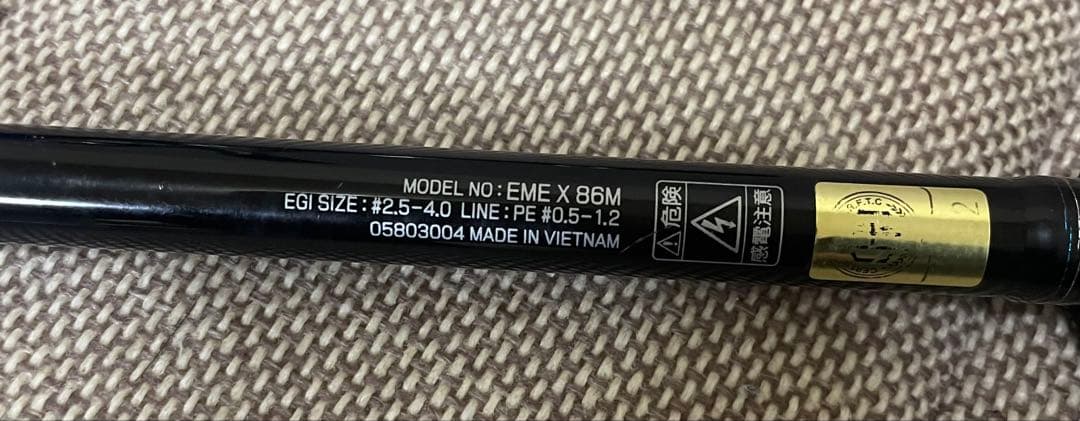 MODEL NO : EME X 86M
EGI SIZE : #2.5-4.0 LINE : PE #0.5-1.2
05803004 MADE IN VIETNAM
危険
感電注意
F.T.G
2